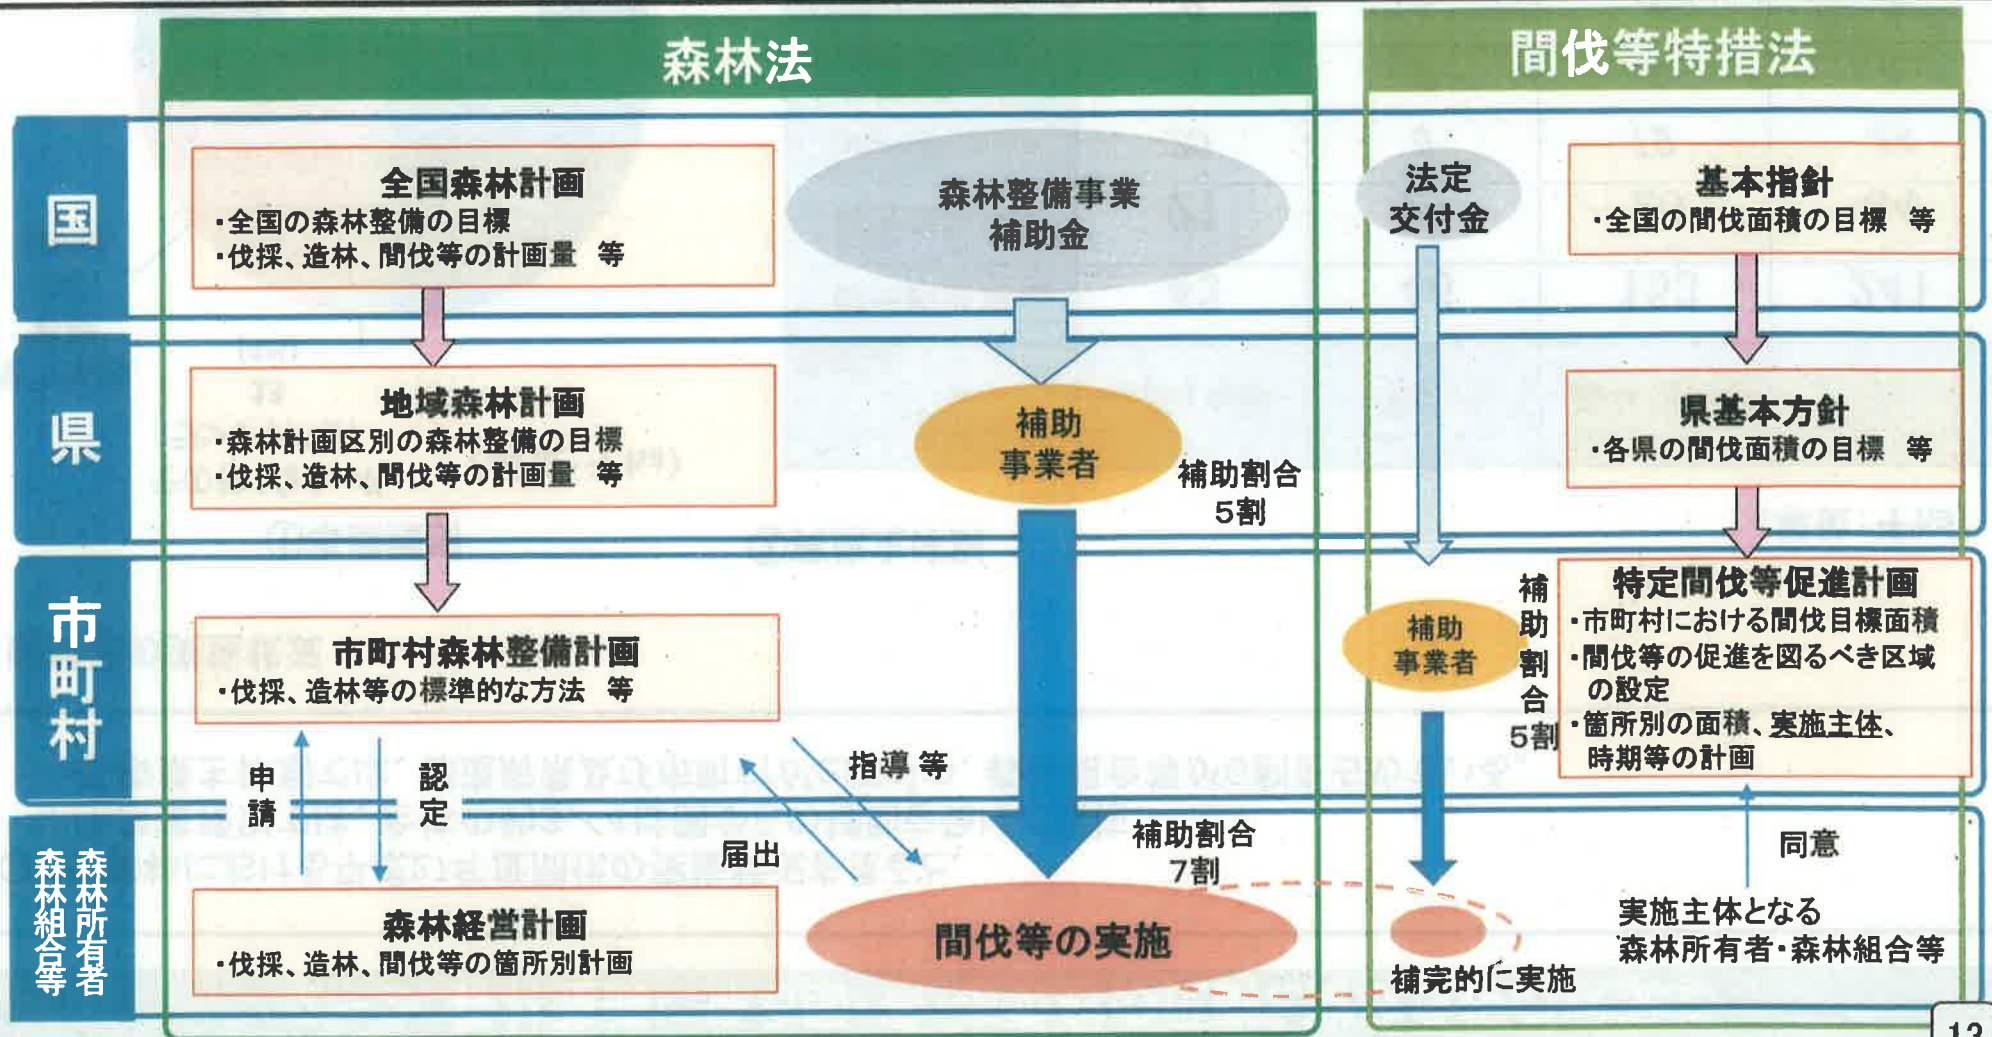 森林法
間伐等特措法
国
全国森林計画
・全国の森林整備の目標
・伐採、造林、間伐等の計画量 等
森林整備事業
補助金
法定
交付金
基本指針
・全国の間伐面積の目標 等
県
地域森林計画
・森林計画区別の森林整備の目標
・伐採、造林、間伐等の計画量 等
補助
事業者
補助割合
5割
県基本方針
・各県の間伐面積の目標 等
市町村
市町村森林整備計画
・伐採、造林等の標準的な方法 等
申請
認定
指導 等
届出
補助
事業者
補助割合
5割
特定間伐等促進計画
・市町村における間伐目標面積
・間伐等の促進を図るべき区域
の設定
・箇所別の面積、実施主体、
時期等の計画
森林所有者
森林組合等
森林経営計画
・伐採、造林、間伐等の箇所別計画
補助割合
7割
間伐等の実施
補完的に実施
同意
実施主体となる
森林所有者・森林組合等